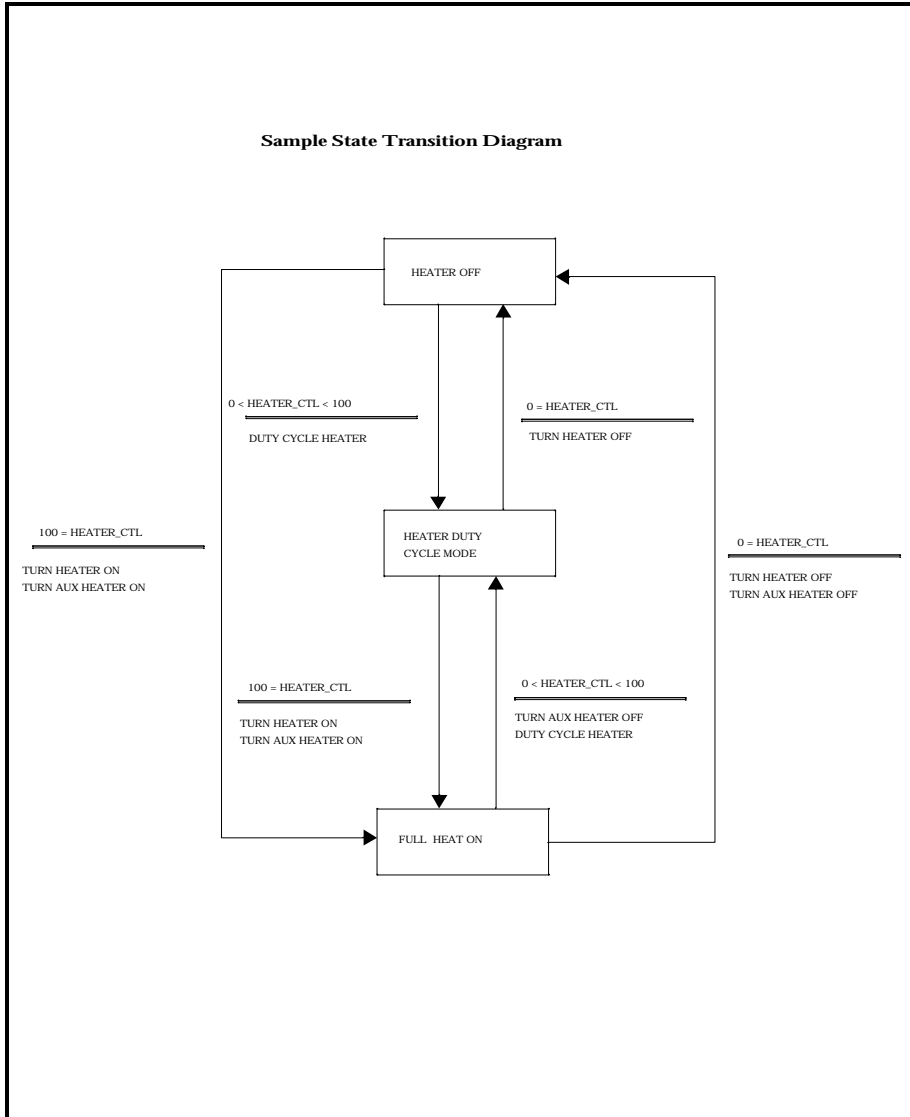 Sample State Transition Diagram
HEATER OFF
0 < HEATER_CTL < 100
DUTY CYCLE HEATER
0 = HEATER_CTL
TURN HEATER OFF
100 = HEATER_CTL
TURN HEATER ON
TURN AUX HEATER ON
HEATER DUTY
CYCLE MODE
0 = HEATER_CTL
TURN HEATER OFF
TURN AUX HEATER OFF
100 = HEATER_CTL
TURN HEATER ON
TURN AUX HEATER ON
0 < HEATER_CTL < 100
TURN AUX HEATER OFF
DUTY CYCLE HEATER
FULL HEAT ON